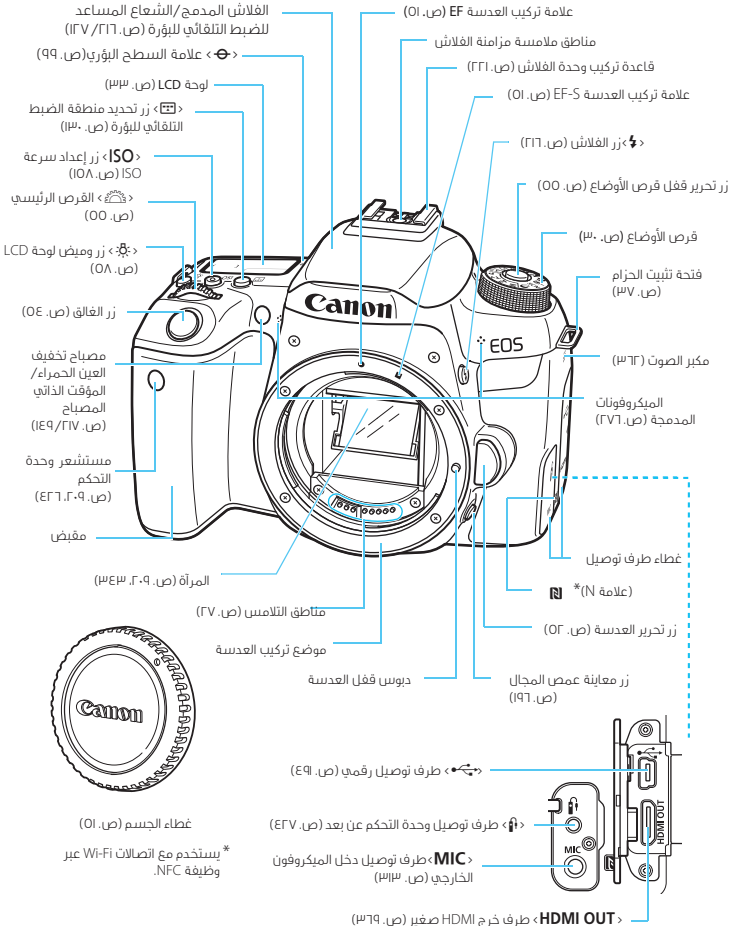 الفلاش المدمج/الشعاع المساعد
للضبط التلقائي للبؤرة (ص. ٢١٦/ ١٢٧)
علامة تركيب العدسة EF (ص. ٥١)
مناطق ملامسة مزامنة الفلاش
< > علامة السطح البؤري(ص. ٩٩)
قاعدة تركيب وحدة الفلاش (ص. ٢٢١)
لوحة LCD (ص. ٣٣)
علامة تركيب العدسة EF-S (ص. ٥١)
< > زر تحديد منطقة الضبط
التلقائي للبؤرة (ص. ١٣٠)
< >زر الفلاش (ص. ٢١٦)
<ISO> زر إعداد سرعة
ISO (ص. ١٥٨)
زر تحرير قفل قرص الأوضاع (ص. ٥٥)
< > القرص الرئيسي
(ص. ٥٥)
قرص الأوضاع (ص. ٣٠)
< > زر وميض لوحة LCD
(ص. ٥٨)
فتحة تثبيت الحزام
(ص. ٣٧)
Canon
زر الغالق (ص. ٥٤)
EOS
مكبر الصوت (٣٦٢)
مصباح تخفيف
العين الحمراء/
المؤقت الذاتي
المصباح
(ص. ١٤٩/٢١٧)
الميكروفونات
المدمجة (ص. ٢٧٦)
مستشعر وحدة
التحكم
(ص. ٤٢٦،٢٠٩)
مقبض
غطاء طرف توصيل
المرآة (ص. ٢٠٩، ٣٤٣)
(علامة N)*
مناطق التلامس (ص. ٢٧)
زر تحرير العدسة (ص. ٥٢)
موضع تركيب العدسة
دبوس قفل العدسة
زر معاينة عمص المجال
(ص. ١٩٦)
Canon
< > طرف توصيل رقمي (ص. ٤٩١)
غطاء الجسم (ص. ٥١)
< > طرف توصيل وحدة التحكم عن بعد (ص. ٤٢٧)
HDMI OUT
MIC
* يستخدم مع اتصالات Wi-Fi عبر
وظيفة NFC.
<MIC>طرف توصيل دخل الميكروفون
الخارجي (ص. ٣١٣)
<HDMI OUT> طرف خرج HDMI صغير (ص. ٣٦٩)